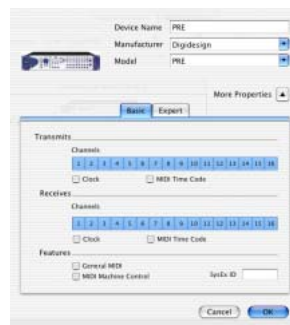 Device Name PRE
Manufacturer Digidesign
Model PRE
More Properties
Basic Expert
Transmits
Channels
1 2 3 4 5 6 7 8 9 10 11 12 13 14 15 16
Clock MIDI Time Code
Receives
Channels
1 2 3 4 5 6 7 8 9 10 11 12 13 14 15 16
Clock MIDI Time Code
Features
General MIDI
MIDI Machine Control SysEx ID
Cancel OK